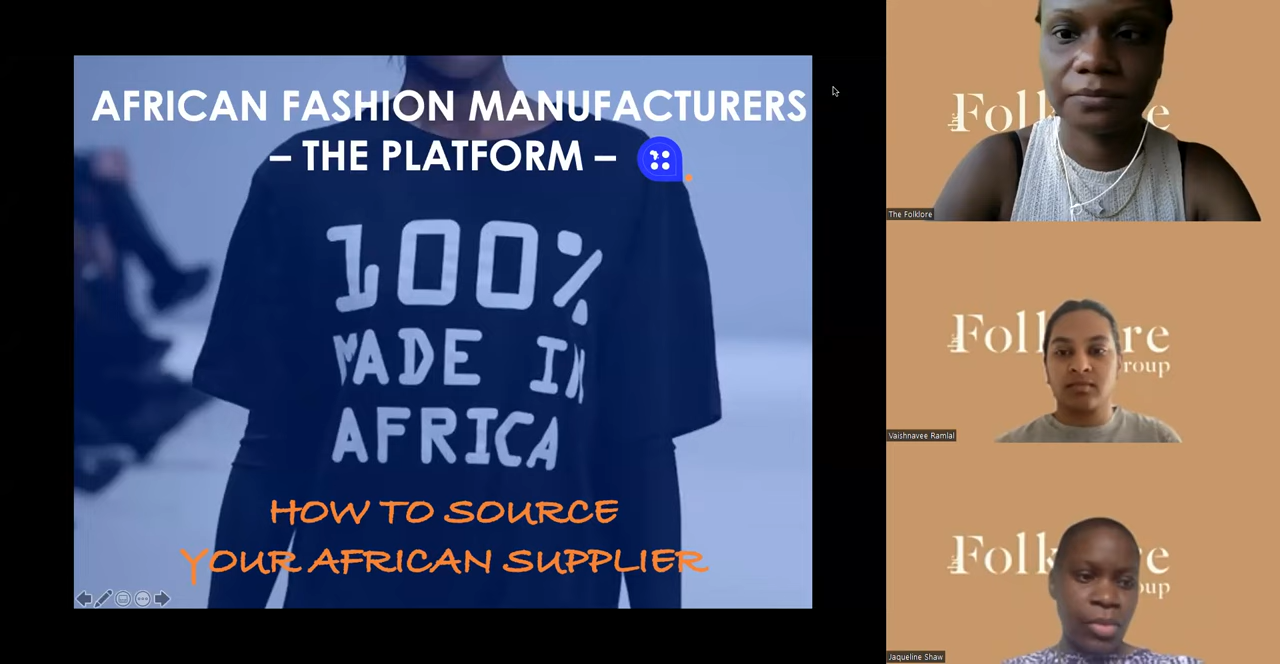 AFRICAN FASHION MANUFACTURERS
– THE PLATFORM –
100%
MADE IN
AFRICA
HOW TO SOURCE
YOUR AFRICAN SUPPLIER
The Folklore
Vaishnavee Ramlal
Jaqueline Shaw